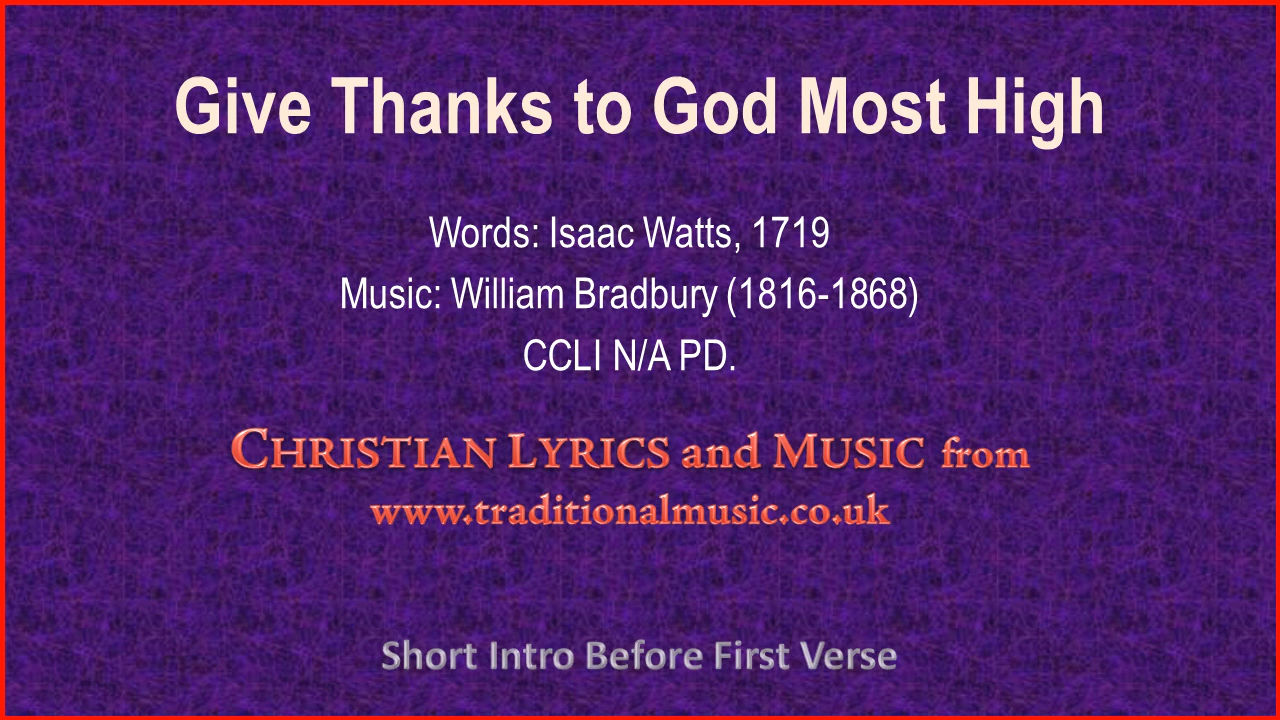 Give Thanks to God Most High
Words: Isaac Watts, 1719
Music: William Bradbury (1816-1868)
CCLI N/A PD.
CHRISTIAN LYRICS and MUSIC from
www.traditionalmusic.co.uk
Short Intro Before First Verse